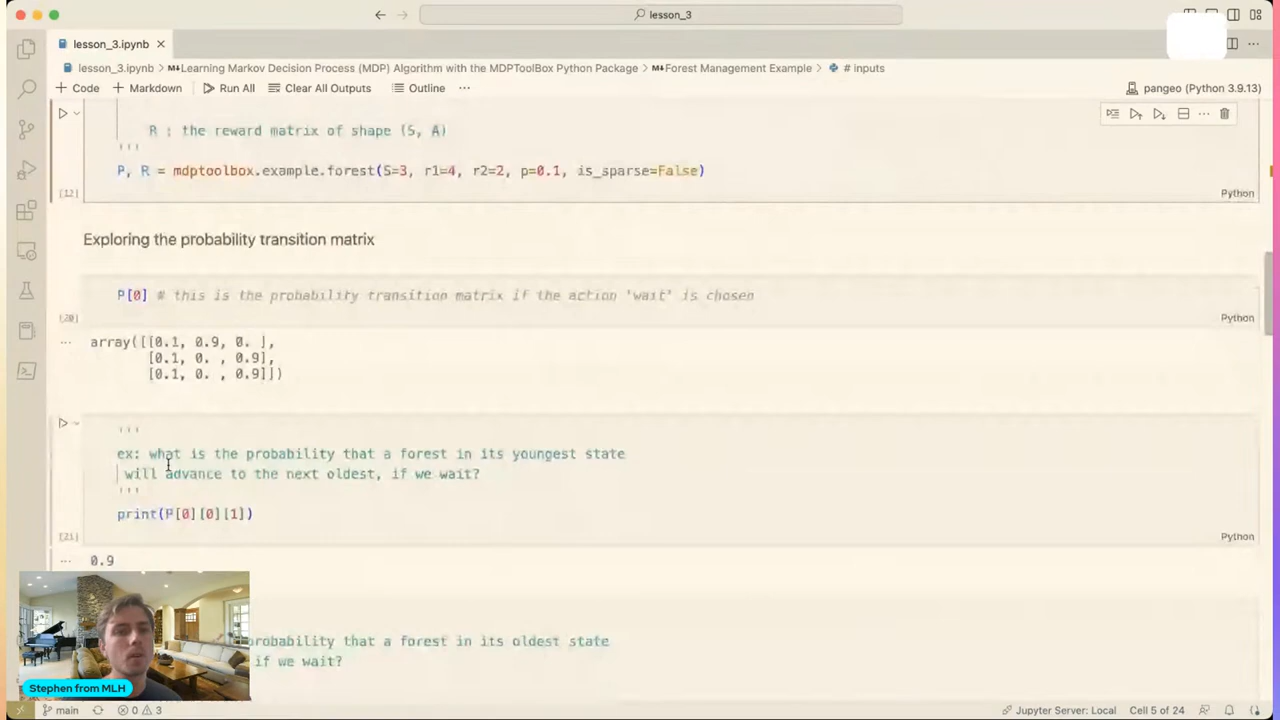 lesson_3
lesson_3.ipynb
lesson_3.ipynb > Learning Markov Decision Process (MDP) Algorithm with the MDPToolBox Python Package > Forest Management Example > # inputs
+ Code + Markdown Run All Clear All Outputs Outline ... pangeo (Python 3.9.13)
R : the reward matrix of shape (S, A)
'''
P, R = mdptoolbox.example.forest(S=3, r1=4, r2=2, p=0.1, is_sparse=False)
[12] Python
Exploring the probability transition matrix
P[0] # this is the probability transition matrix if the action 'wait' is chosen
[20] Python
... array([[0.1, 0.9, 0. ],
[0.1, 0. , 0.9],
[0.1, 0. , 0.9]])
'''
ex: what is the probability that a forest in its youngest state
will advance to the next oldest, if we wait?
'''
print(P[0][0][1])
[21] Python
... 0.9
probability that a forest in its oldest state
if we wait?
Stephen from MLH
main 0 3 Jupyter Server: Local Cell 5 of 24